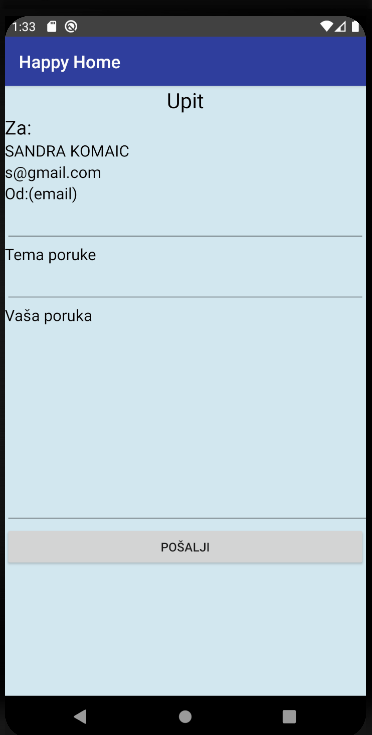 1:33
Happy Home
Upit
Za:
SANDRA KOMAIC
s@gmail.com
Od:(email)
Tema poruke
Vaša poruka
POŠALJI